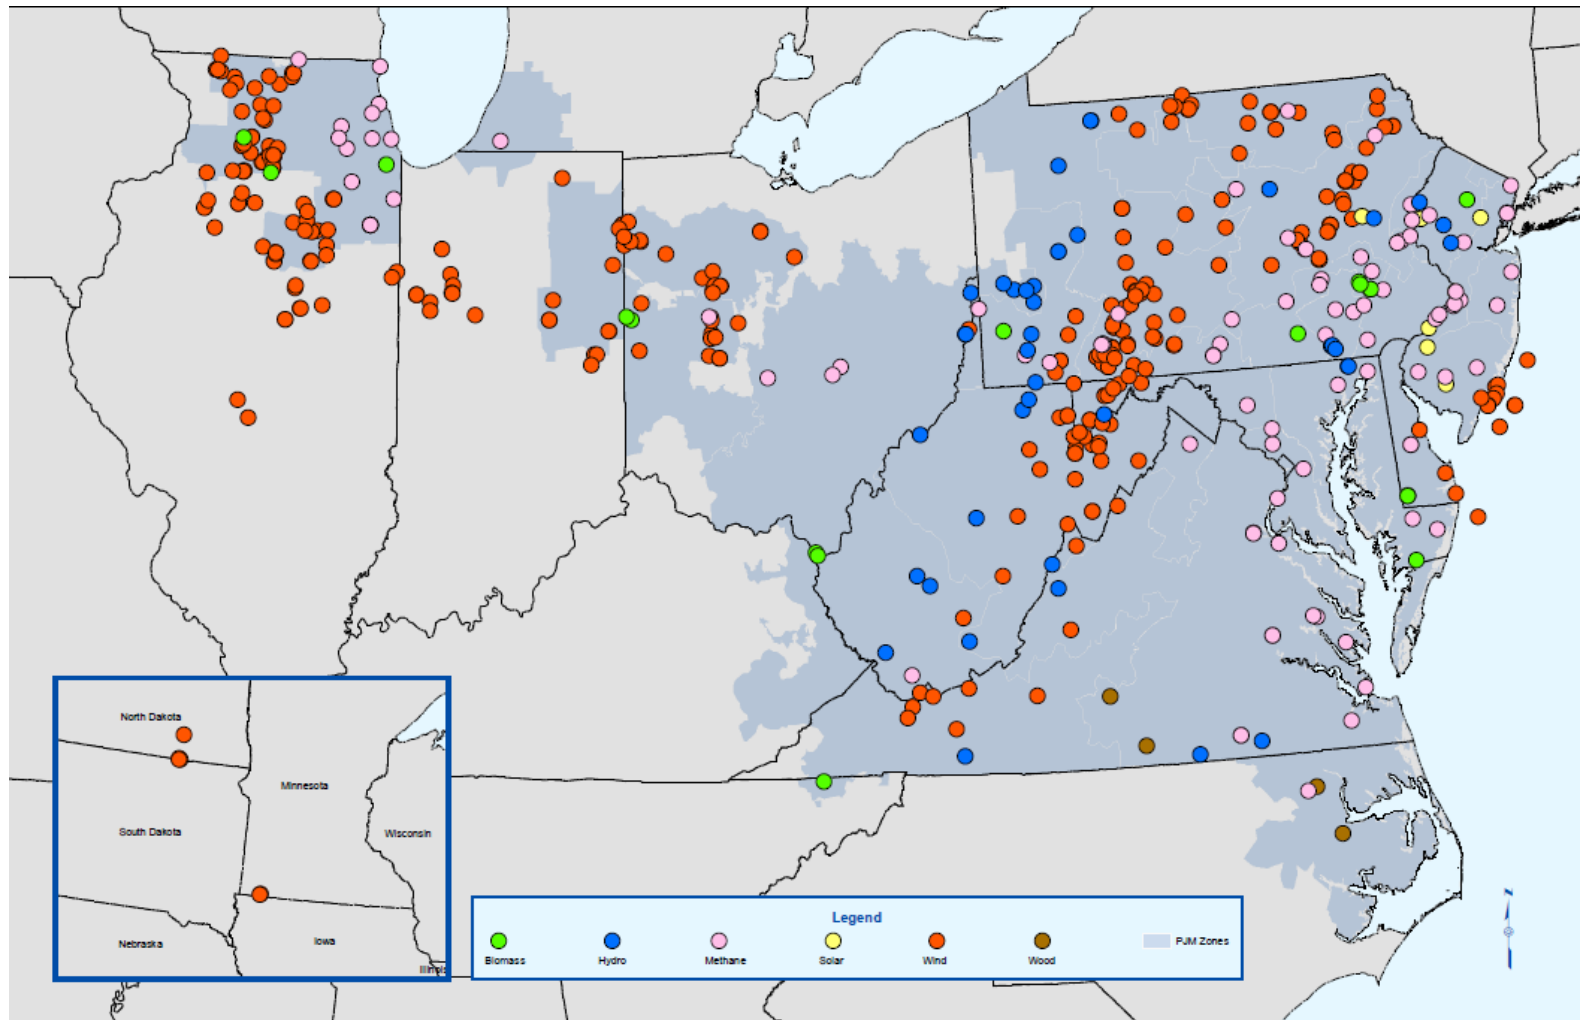 North Dakota
Minnesota
South Dakota
Wisconsin
Nebraska
Iowa
Illinois
Legend
Biomass
Hydro
Methane
Solar
Wind
Wood
PJM Zones